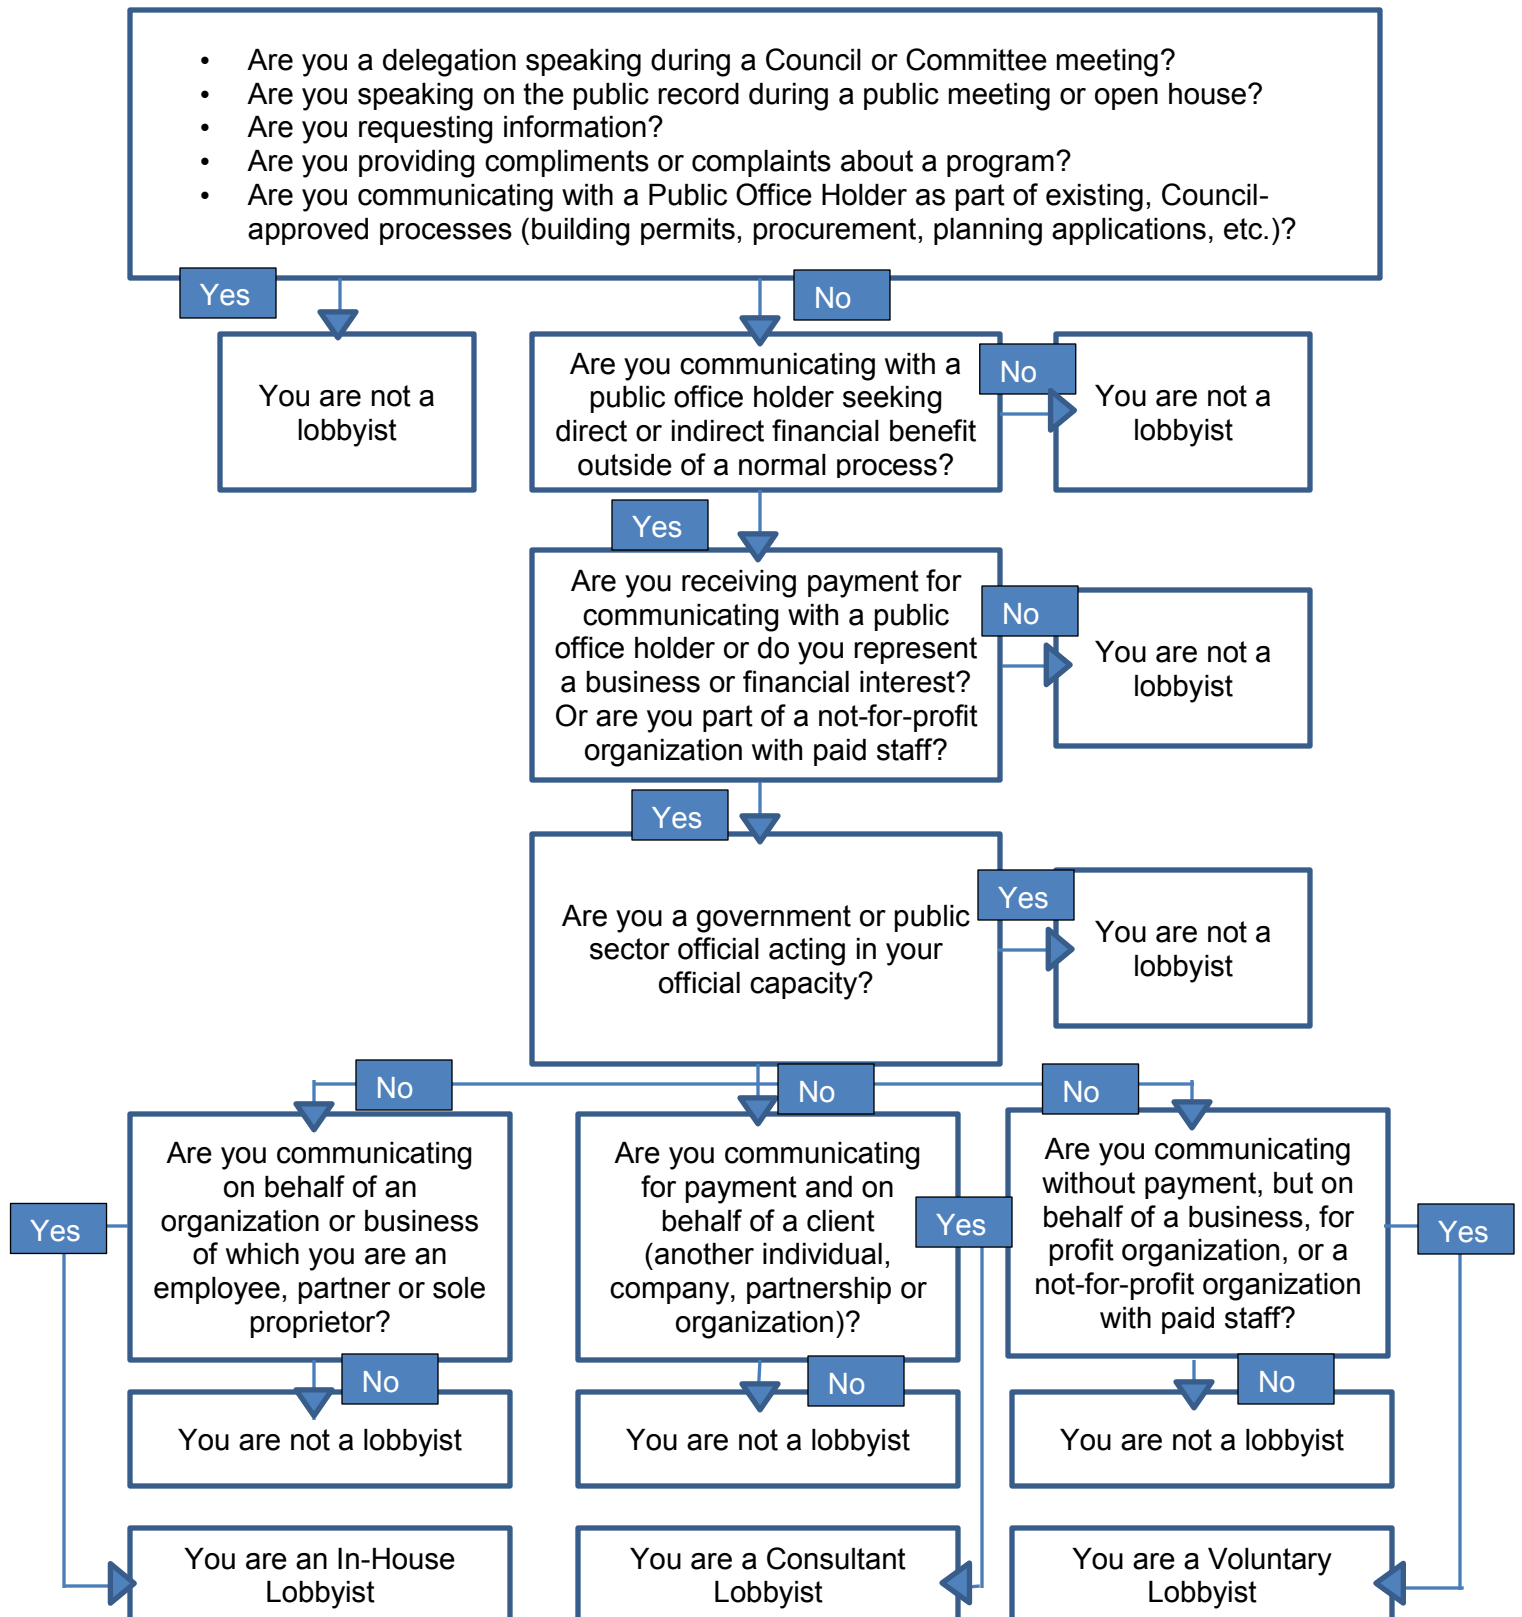 • Are you a delegation speaking during a Council or Committee meeting?
• Are you speaking on the public record during a public meeting or open house?
• Are you requesting information?
• Are you providing compliments or complaints about a program?
• Are you communicating with a Public Office Holder as part of existing, Council-
approved processes (building permits, procurement, planning applications, etc.)?
Yes
No
You are not a
lobbyist
Are you communicating with a
public office holder seeking
direct or indirect financial benefit
outside of a normal process?
No
You are not a
lobbyist
Yes
Are you receiving payment for
communicating with a public
office holder or do you represent
a business or financial interest?
Or are you part of a not-for-profit
organization with paid staff?
No
You are not a
lobbyist
Yes
Are you a government or public
sector official acting in your
official capacity?
Yes
You are not a
lobbyist
No
No
No
Are you communicating
on behalf of an
organization or business
of which you are an
employee, partner or sole
proprietor?
Yes
Are you communicating
for payment and on
behalf of a client
(another individual,
company, partnership or
organization)?
Yes
Are you communicating
without payment, but on
behalf of a business, for
profit organization, or a
not-for-profit organization
with paid staff?
Yes
No
No
No
You are not a lobbyist
You are not a lobbyist
You are not a lobbyist
You are an In-House
Lobbyist
You are a Consultant
Lobbyist
You are a Voluntary
Lobbyist